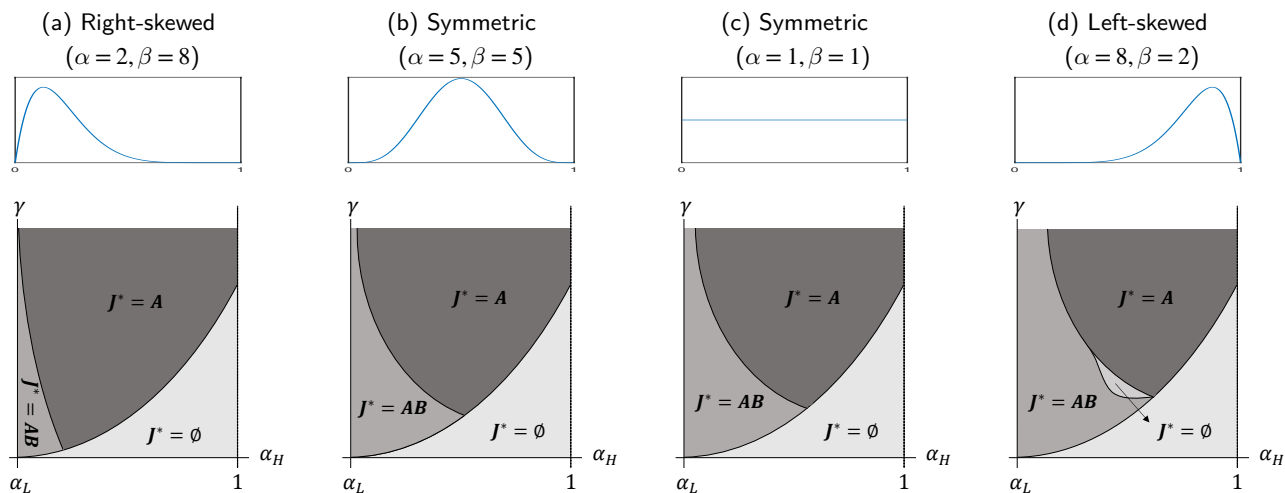 (a) Right-skewed
(α = 2, β = 8)
0 1
γ
J* = A
J* = AB
J* = ∅
α_H
α_L 1
(b) Symmetric
(α = 5, β = 5)
0 1
γ
J* = A
J* = AB
J* = ∅
α_H
α_L 1
(c) Symmetric
(α = 1, β = 1)
0 1
γ
J* = A
J* = AB
J* = ∅
α_H
α_L 1
(d) Left-skewed
(α = 8, β = 2)
0 1
γ
J* = A
J* = AB
J* = ∅
α_H
α_L 1